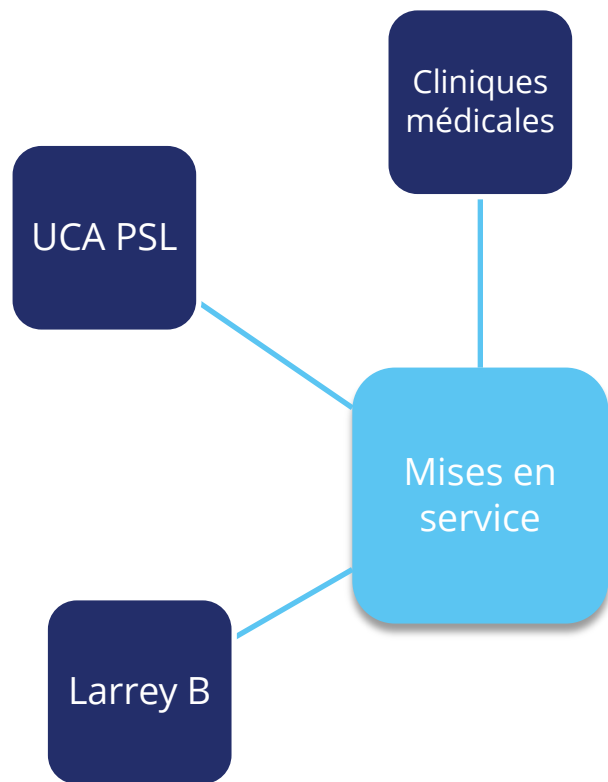 Cliniques
médicales
UCA PSL
Mises en
service
Larrey B